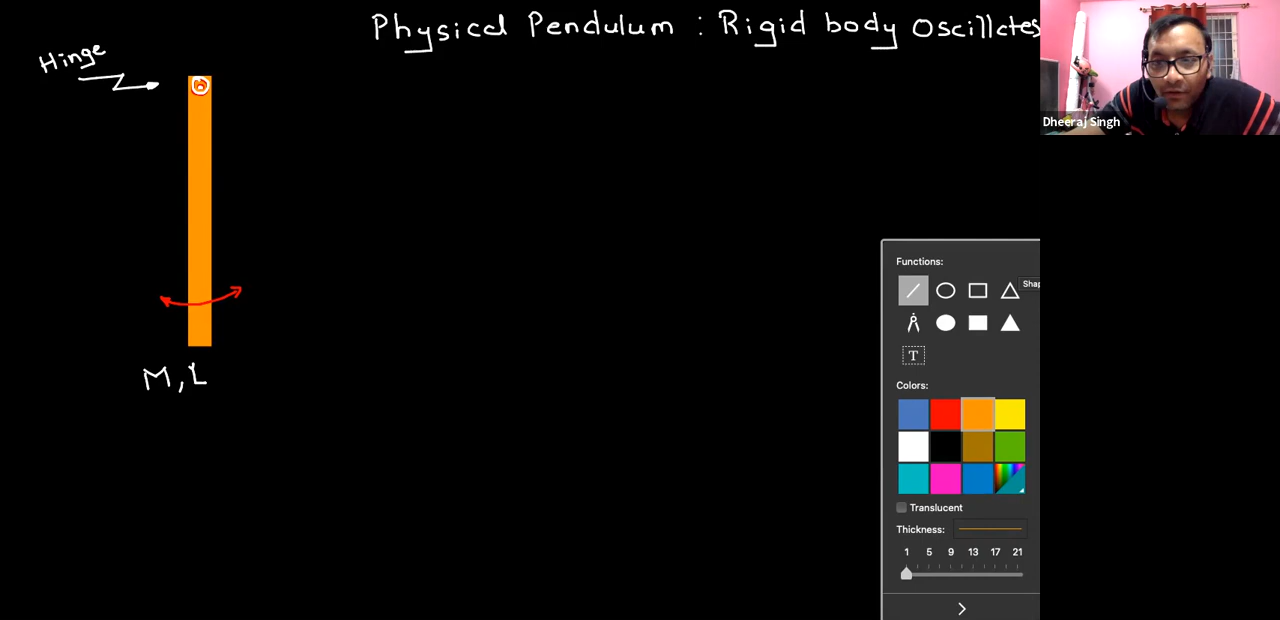 Physical Pendulum : Rigid body Oscillates
Hinge
M, L
Dheeraj Singh
Functions:
Shap
T
Colors:
Translucent
Thickness:
1 5 9 13 17 21